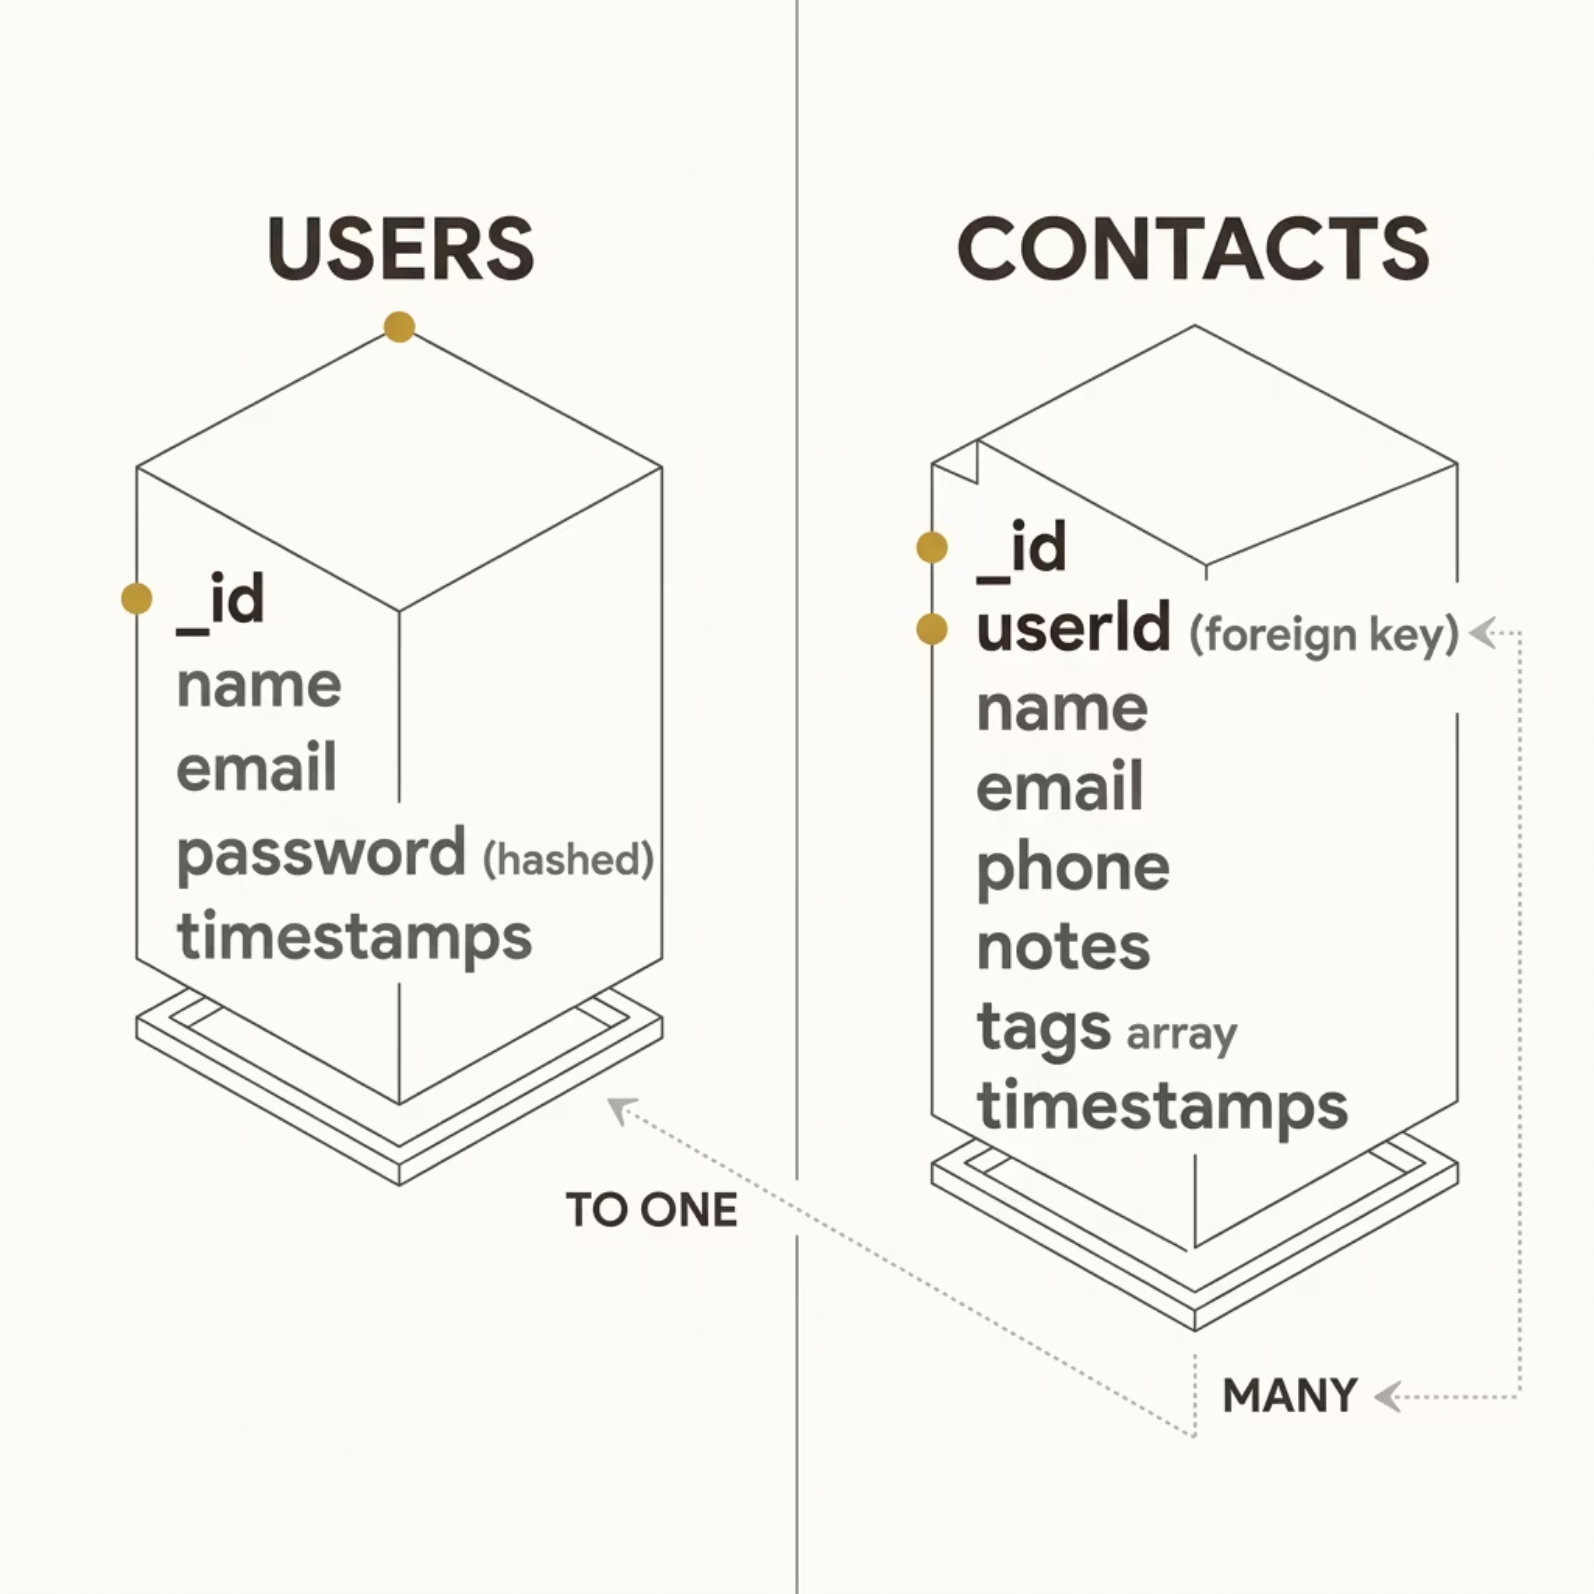 USERS
_id
name
email
password (hashed)
timestamps
TO ONE
CONTACTS
_id
userId (foreign key)
name
email
phone
notes
tags array
timestamps
MANY